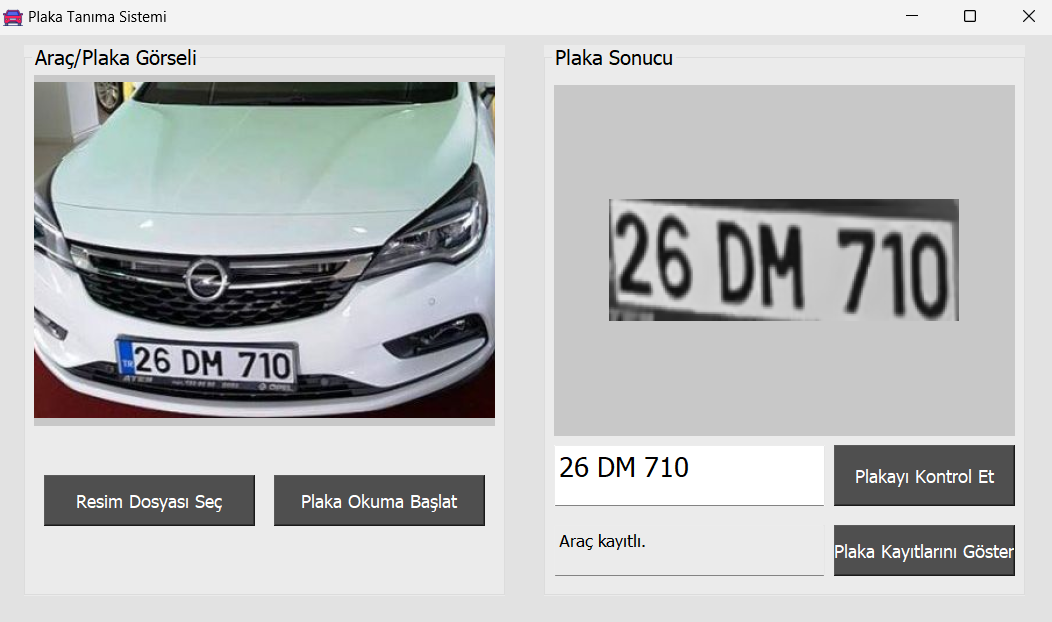 Plaka Tanıma Sistemi
Araç/Plaka Görseli
TR 26 DM 710
OPEL
Resim Dosyası Seç
Plaka Okuma Başlat
Plaka Sonucu
26 DM 710
26 DM 710
Plakayı Kontrol Et
Araç kayıtlı.
Plaka Kayıtlarını Göster